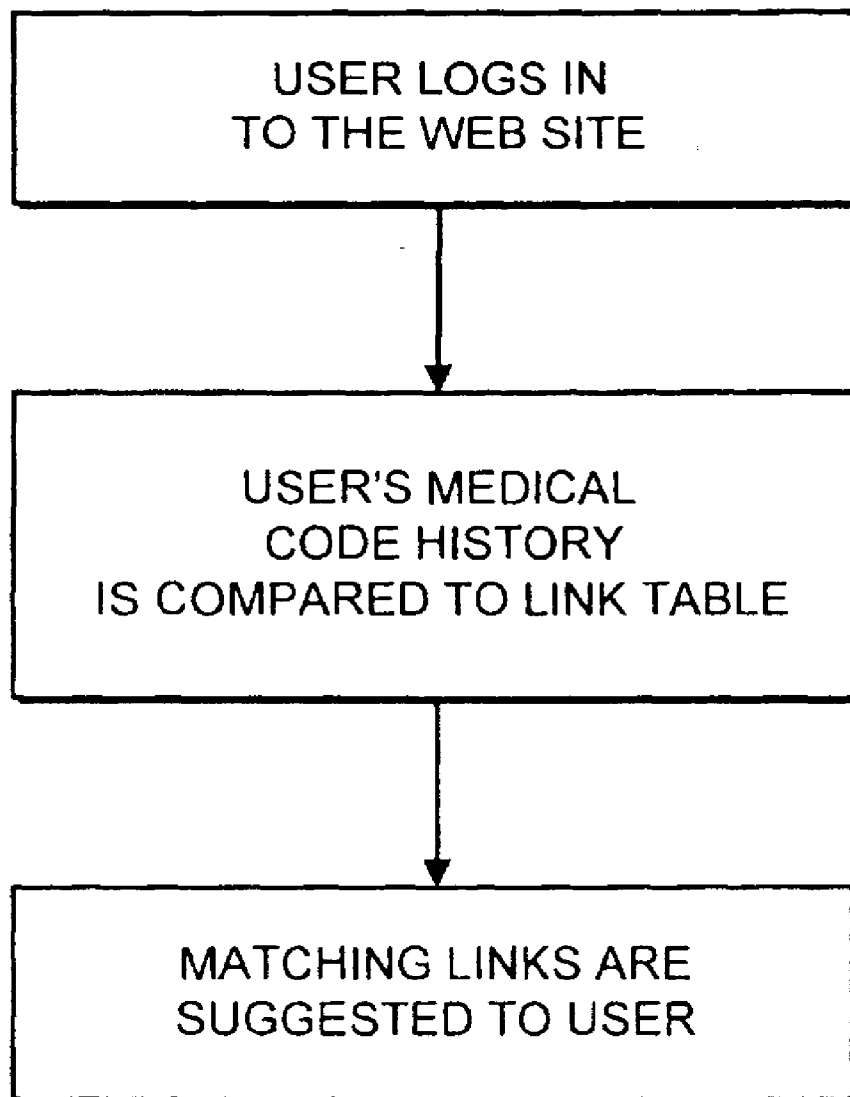 USER LOGS IN
TO THE WEB SITE
USER'S MEDICAL
CODE HISTORY
IS COMPARED TO LINK TABLE
MATCHING LINKS ARE
SUGGESTED TO USER